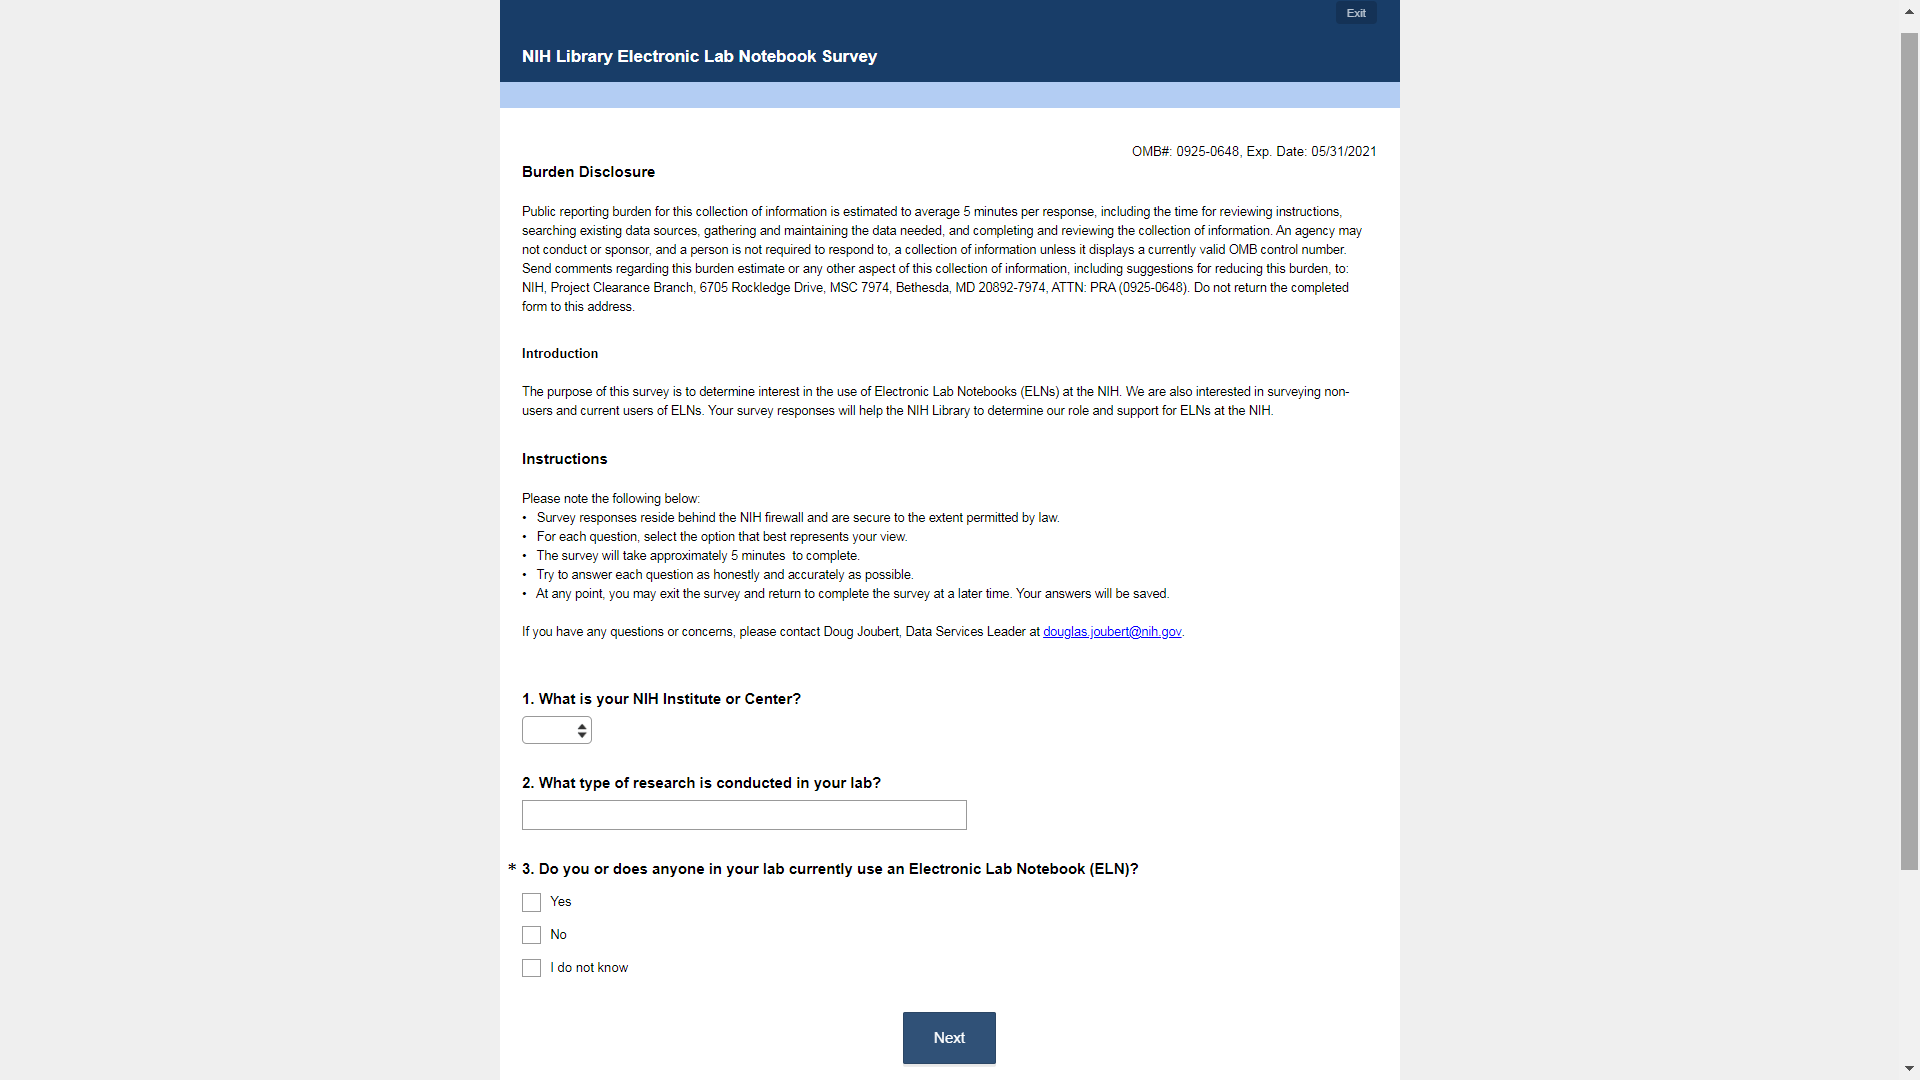 Exit
NIH Library Electronic Lab Notebook Survey
OMB#: 0925-0648, Exp. Date: 05/31/2021
Burden Disclosure
Public reporting burden for this collection of information is estimated to average 5 minutes per response, including the time for reviewing instructions,
searching existing data sources, gathering and maintaining the data needed, and completing and reviewing the collection of information. An agency may
not conduct or sponsor, and a person is not required to respond to, a collection of information unless it displays a currently valid OMB control number.
Send comments regarding this burden estimate or any other aspect of this collection of information, including suggestions for reducing this burden, to:
NIH, Project Clearance Branch, 6705 Rockledge Drive, MSC 7974, Bethesda, MD 20892-7974, ATTN: PRA (0925-0648). Do not return the completed
form to this address.
Introduction
The purpose of this survey is to determine interest in the use of Electronic Lab Notebooks (ELNs) at the NIH. We are also interested in surveying non-
users and current users of ELNs. Your survey responses will help the NIH Library to determine our role and support for ELNs at the NIH.
Instructions
Please note the following below:
• Survey responses reside behind the NIH firewall and are secure to the extent permitted by law.
• For each question, select the option that best represents your view.
• The survey will take approximately 5 minutes to complete.
• Try to answer each question as honestly and accurately as possible.
• At any point, you may exit the survey and return to complete the survey at a later time. Your answers will be saved.
If you have any questions or concerns, please contact Doug Joubert, Data Services Leader at douglas.joubert@nih.gov.
1. What is your NIH Institute or Center?
2. What type of research is conducted in your lab?
* 3. Do you or does anyone in your lab currently use an Electronic Lab Notebook (ELN)?
Yes
No
I do not know
Next